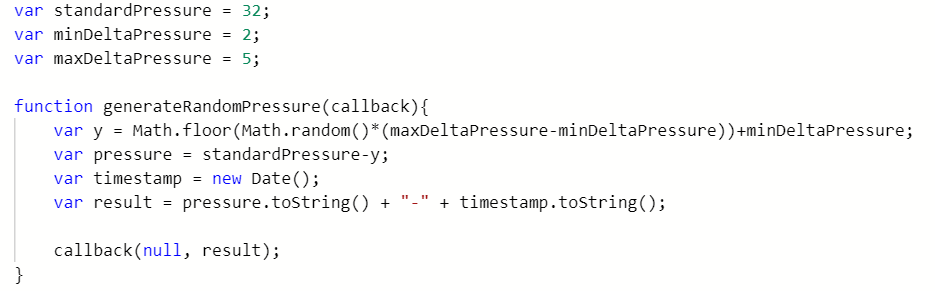 var standardPressure = 32;
var minDeltaPressure = 2;
var maxDeltaPressure = 5;

function generateRandomPressure(callback){
    var y = Math.floor(Math.random()*(maxDeltaPressure-minDeltaPressure))+minDeltaPressure;
    var pressure = standardPressure-y;
    var timestamp = new Date();
    var result = pressure.toString() + "-" + timestamp.toString();

    callback(null, result);
}